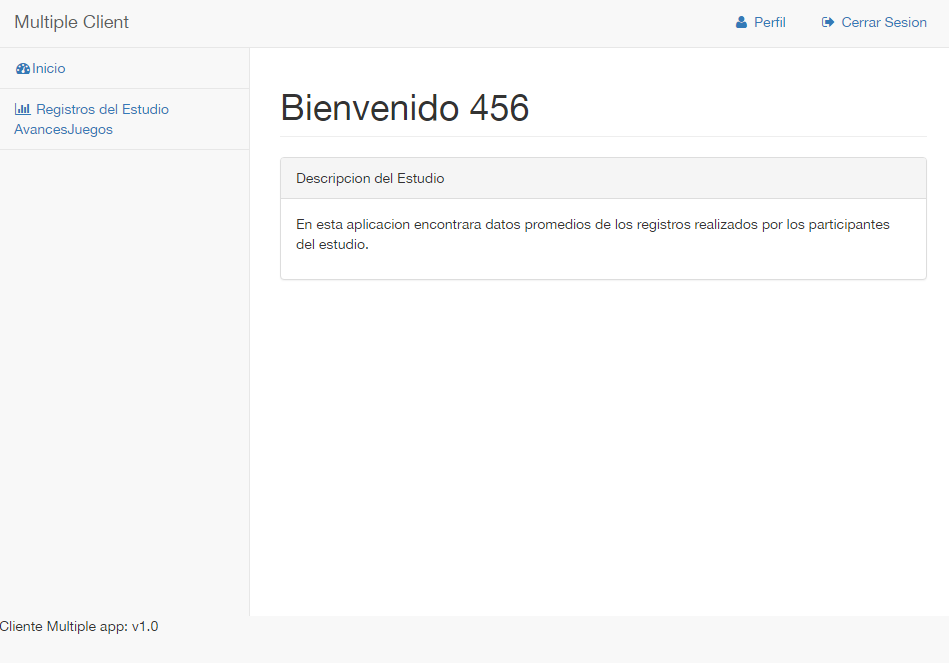 Multiple Client
Perfil
Cerrar Sesion
Inicio
Registros del Estudio
AvancesJuegos
Bienvenido 456
Descripcion del Estudio
En esta aplicacion encontrara datos promedios de los registros realizados por los participantes
del estudio.
Cliente Multiple app: v1.0